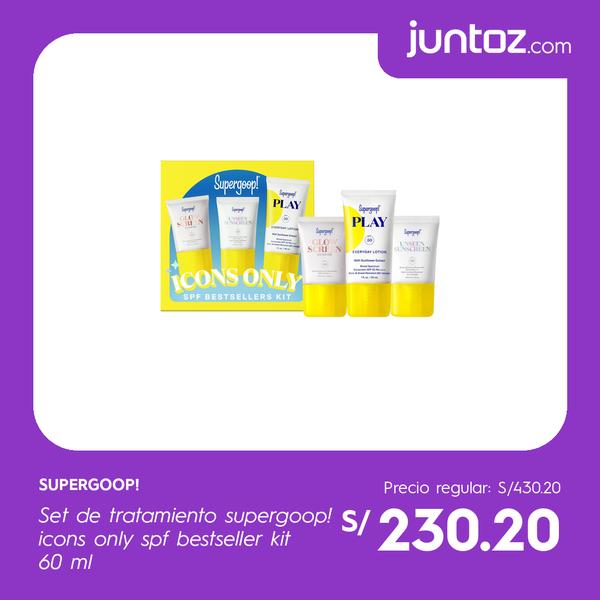 juntoz.com
Supergoop!
PLAY
50
GLOW
SCREEN
UNSEEN
SUNSCREEN
ICONS ONLY
SPF BESTSELLERS KIT
Supergoop!
GLOW
SCREEN
Supergoop!
PLAY
50
EVERYDAY LOTION
With Sunflower Extract
Supergoop!
UNSEEN
SUNSCREEN
SUPERGOOP!
Set de tratamiento supergoop!
icons only spf bestseller kit
60 ml
Precio regular: S/430.20
S/ 230.20